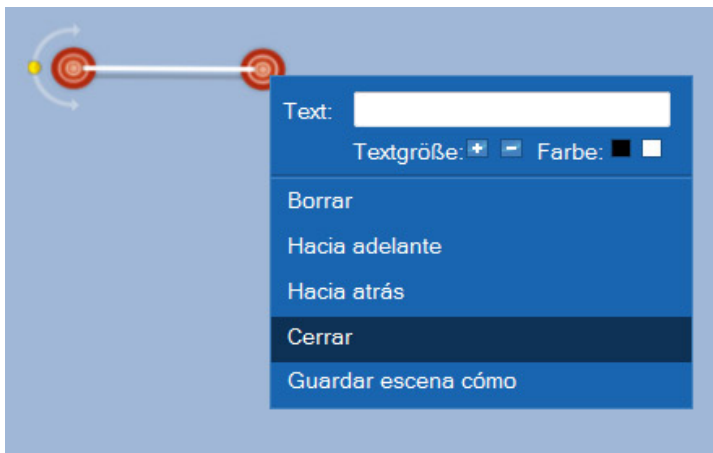 Text:
Textgröße: + - Farbe:
Borrar
Hacia adelante
Hacia atrás
Cerrar
Guardar escena cómo